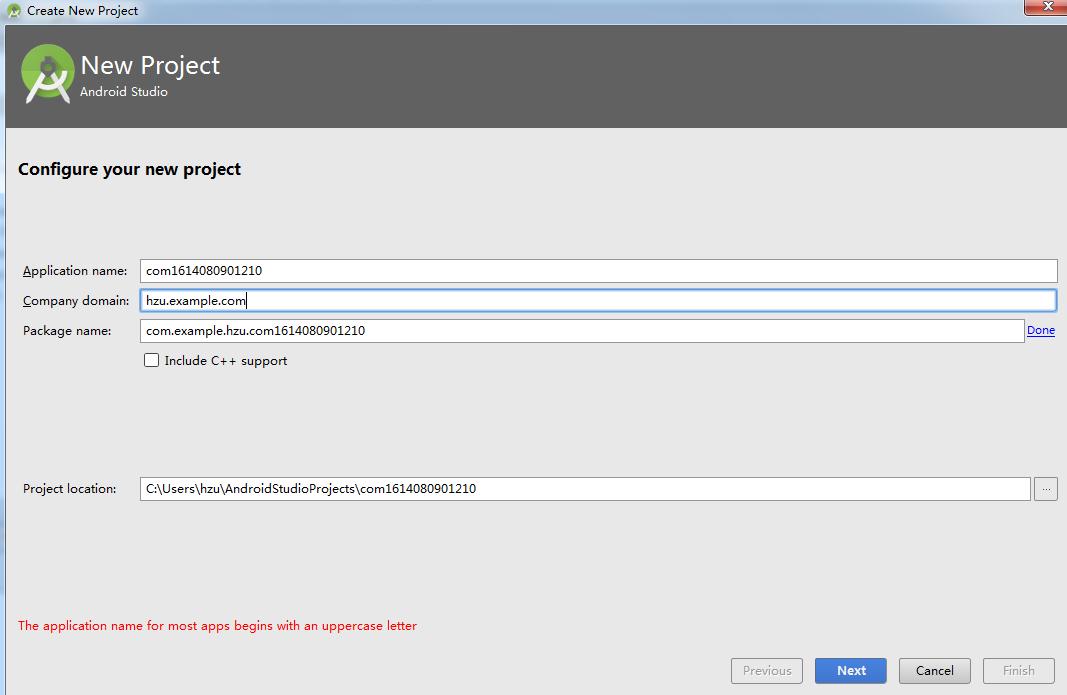 Create New Project
New Project
Android Studio
Configure your new project
Application name: com1614080901210
Company domain: hzu.example.com
Package name: com.example.hzu.com1614080901210 Done
Include C++ support
Project location: C:\Users\hzu\AndroidStudioProjects\com1614080901210 ...
The application name for most apps begins with an uppercase letter
Previous Next Cancel Finish